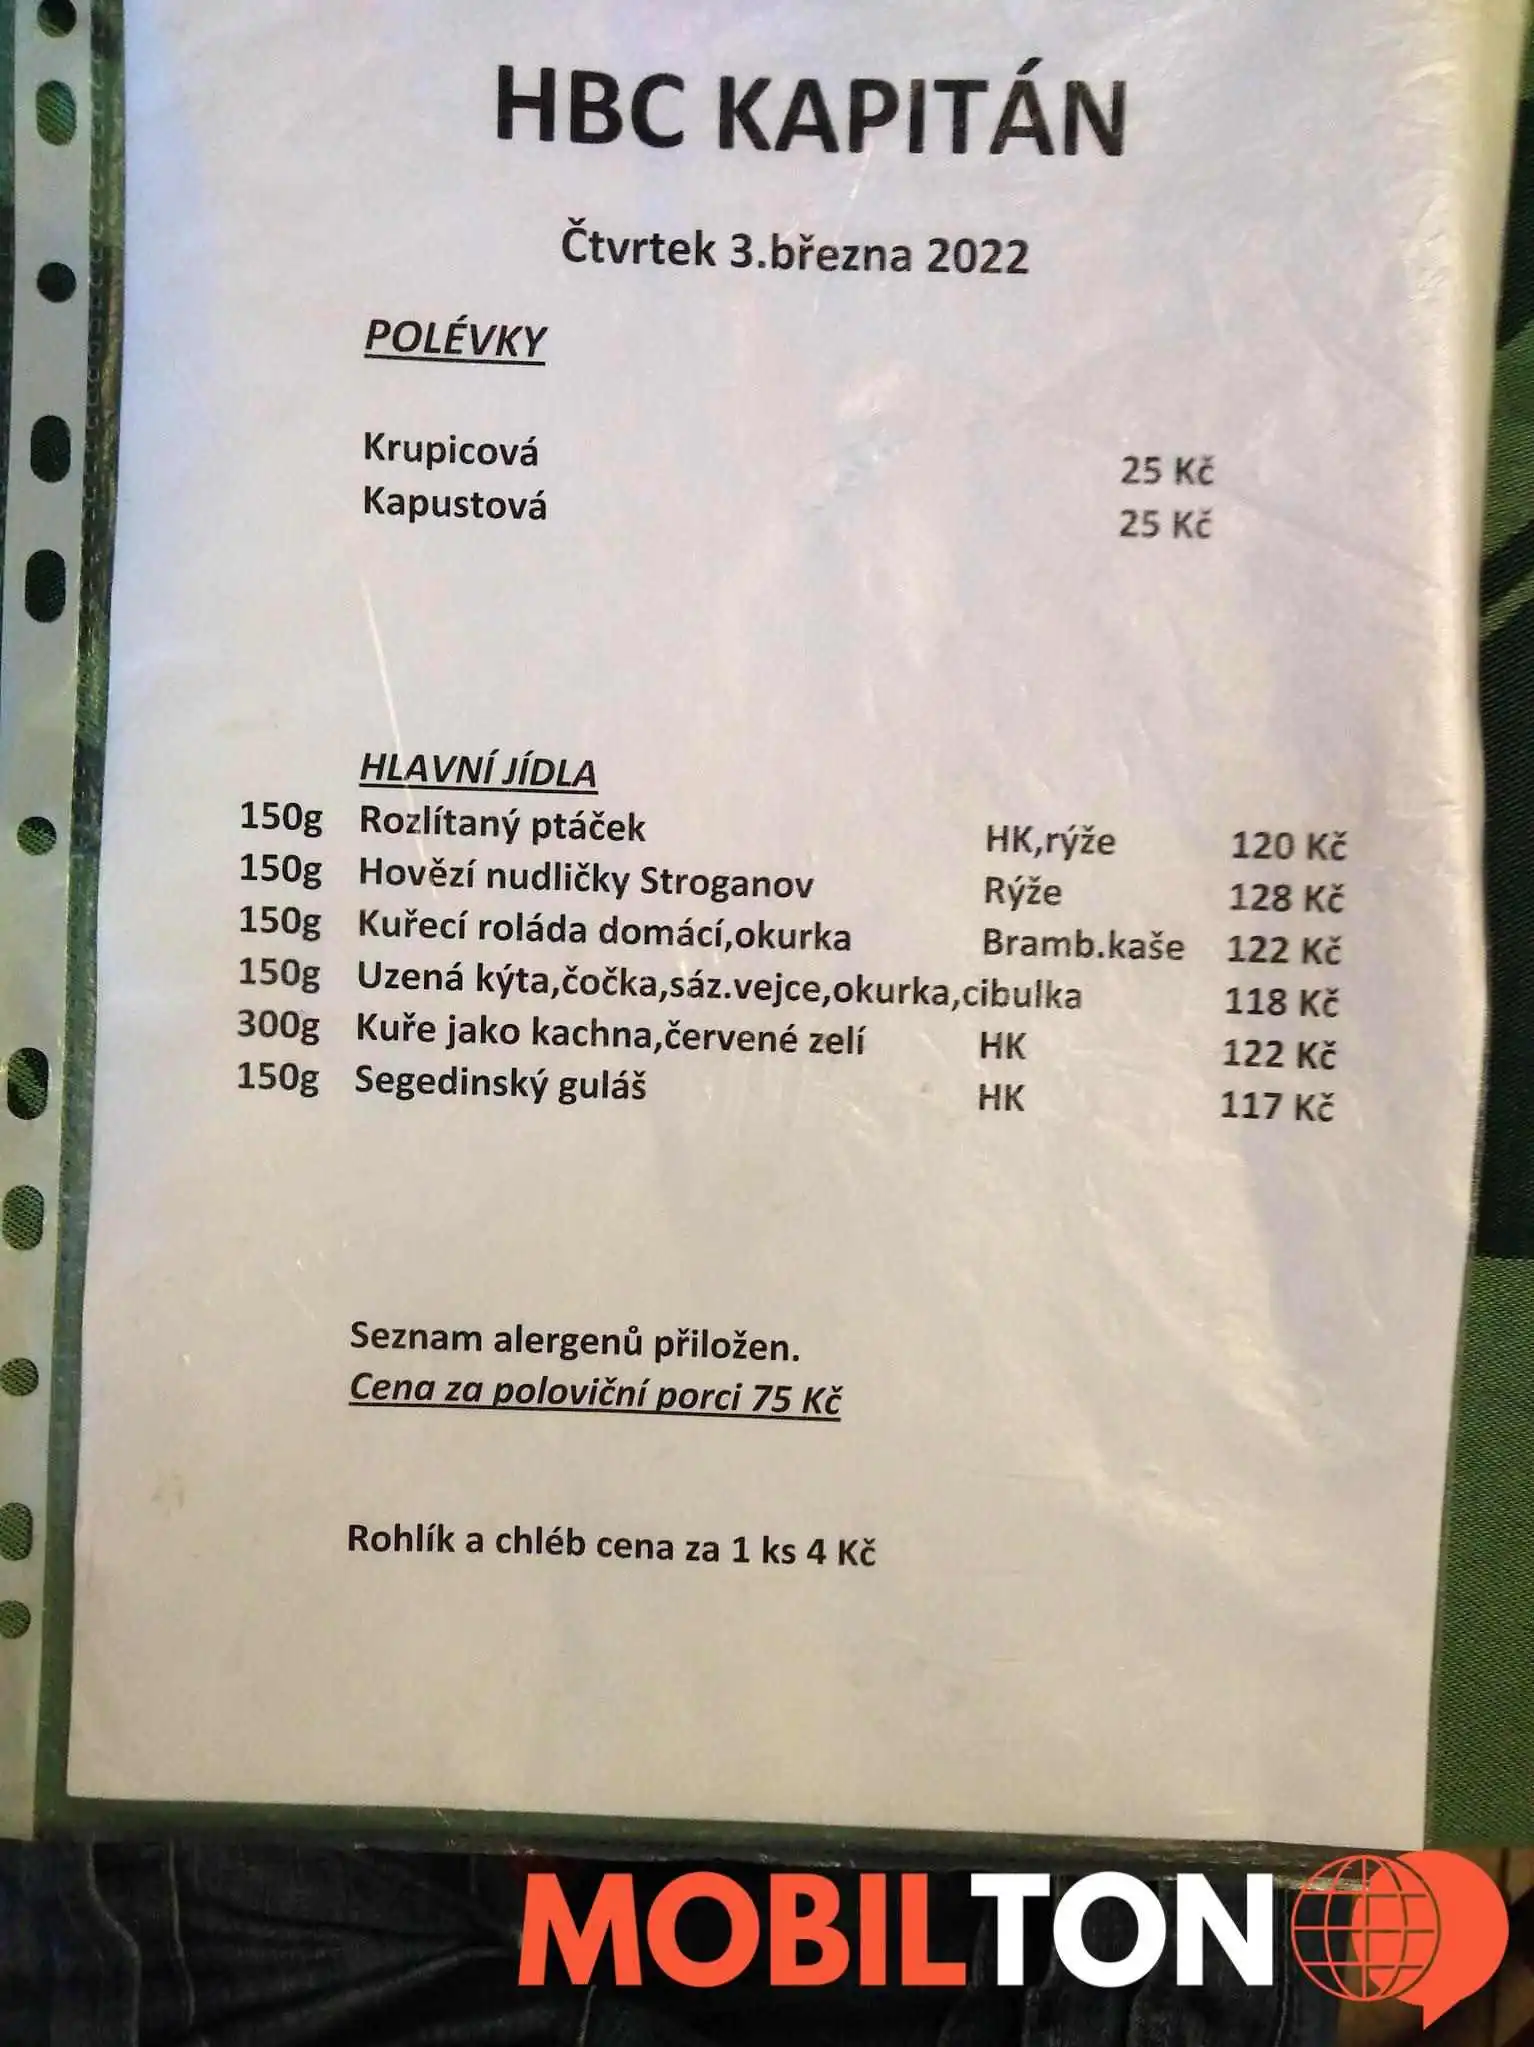 HBC KAPITÁN
Čtvrtek 3.března 2022
POLÉVKY
Krupicová 25 Kč
Kapustová 25 Kč
HLAVNÍ JÍDLA
150g Rozlítaný ptáček HK,rýže 120 Kč
150g Hovězí nudličky Stroganov Rýže 128 Kč
150g Kuřecí roláda domácí,okurka Bramb.kaše 122 Kč
150g Uzená kýta,čočka,sáz.vejce,okurka,cibulka 118 Kč
300g Kuře jako kachna,červené zelí HK 122 Kč
150g Segedinský guláš HK 117 Kč
Seznam alergenů přiložen.
Cena za poloviční porci 75 Kč
Rohlík a chléb cena za 1 ks 4 Kč
MOBILTON